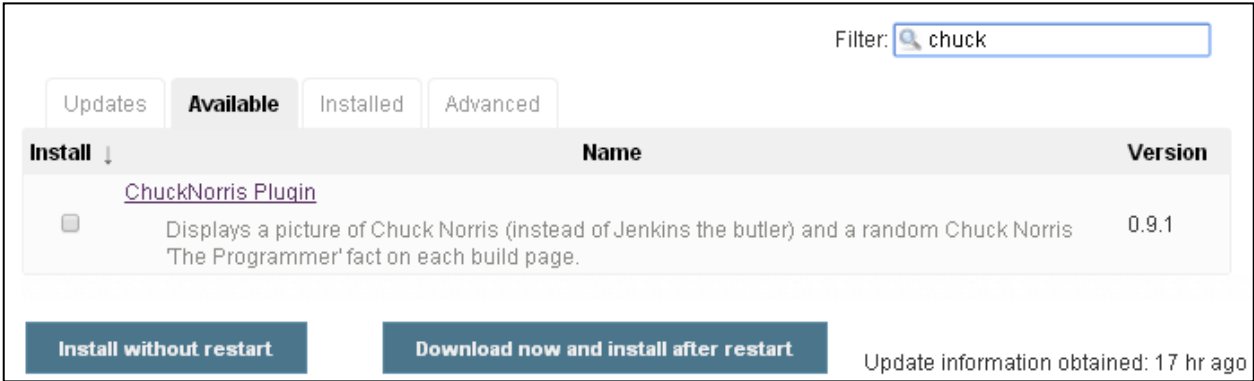 Filter: chuck
Updates Available Installed Advanced
Install ↓ Name Version
ChuckNorris Plugin
Displays a picture of Chuck Norris (instead of Jenkins the butler) and a random Chuck Norris 0.9.1
'The Programmer' fact on each build page.
Install without restart Download now and install after restart Update information obtained: 17 hr ago